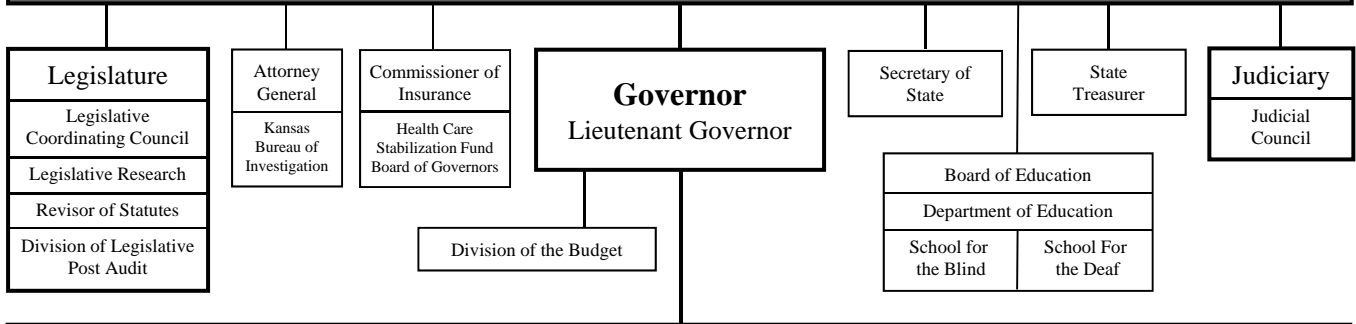 Legislature
Legislative
Coordinating Council
Legislative Research
Revisor of Statutes
Division of Legislative
Post Audit
Attorney
General
Kansas
Bureau of
Investigation
Commissioner of
Insurance
Health Care
Stabilization Fund
Board of Governors
Governor
Lieutenant Governor
Division of the Budget
Secretary of
State
Board of Education
Department of Education
School for
the Blind
School For
the Deaf
State
Treasurer
Judiciary
Judicial
Council